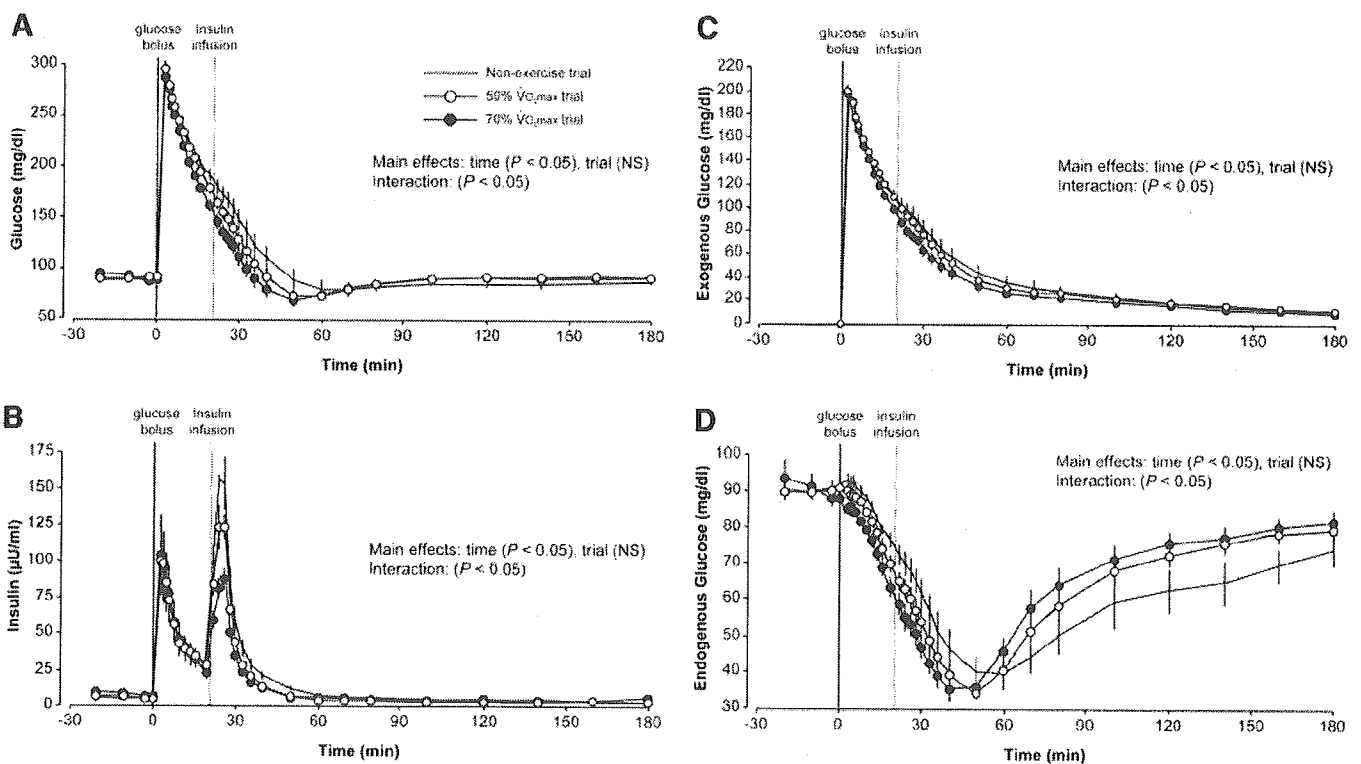 A
glucose bolus
insulin infusion
300
250
200
150
100
50
Glucose (mg/dl)
Non-exercise trial
50% V̇O₂max trial
70% V̇O₂max trial
Main effects: time (P < 0.05), trial (NS)
Interaction: (P < 0.05)
-30 0 30 60 90 120 150 180
Time (min)
C
glucose bolus
insulin infusion
220
200
180
160
140
120
100
80
60
40
20
0
Exogenous Glucose (mg/dl)
Main effects: time (P < 0.05), trial (NS)
Interaction: (P < 0.05)
-30 0 30 60 90 120 150 180
Time (min)
B
glucose bolus
insulin infusion
175
150
125
100
75
50
25
0
Insulin (µU/ml)
Main effects: time (P < 0.05), trial (NS)
Interaction: (P < 0.05)
-30 0 30 60 90 120 150 180
Time (min)
D
glucose bolus
insulin infusion
100
90
80
70
60
50
40
30
Endogenous Glucose (mg/dl)
Main effects: time (P < 0.05), trial (NS)
Interaction: (P < 0.05)
-30 0 30 60 90 120 150 180
Time (min)